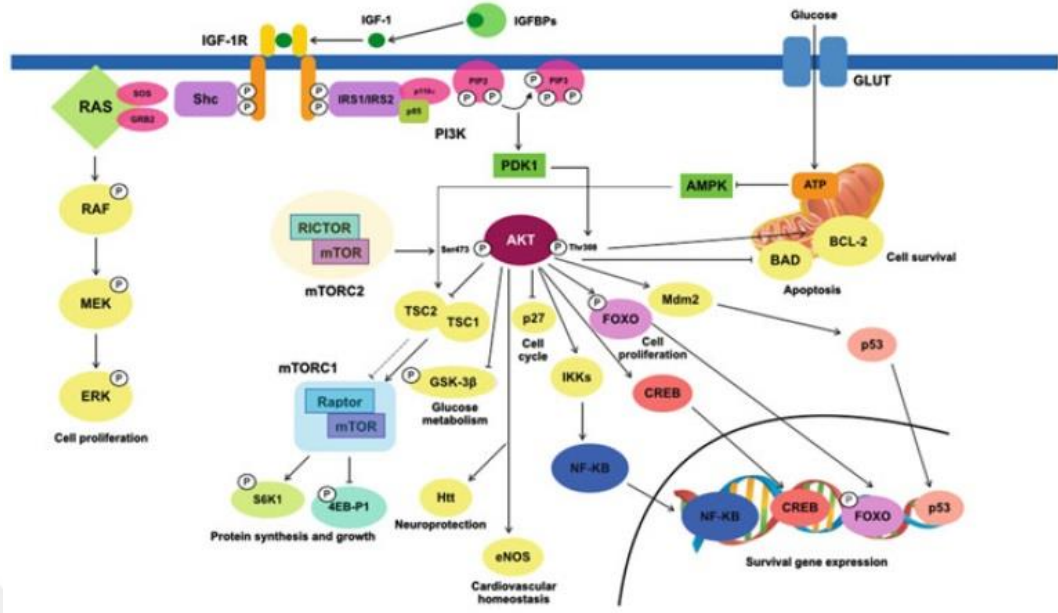 IGF-1
IGFBPs
Glucose
IGF-1R
GLUT
RAS
SOS
GRB2
Shc
P
P
P
P
IRS1/IRS2
p85
PIP2
P
P
P
PIP3
P
P
PI3K
PDK1
AMPK
ATP
RAF
P
RICTOR
mTOR
mTORC2
Ser473
P
AKT
P
Thr308
BCL-2
BAD
Cell survival
Apoptosis
MEK
P
TSC2
TSC1
p27
Cell
cycle
P
FOXO
Cell
proliferation
Mdm2
p53
mTORC1
P
GSK-3β
Glucose
metabolism
IKKs
CREB
ERK
P
Cell proliferation
Raptor
mTOR
NF-KB
P
S6K1
P
4EB-P1
Protein synthesis and growth
Htt
Neuroprotection
eNOS
Cardiovascular
homeostasis
NF-KB
CREB
P
FOXO
p53
Survival gene expression